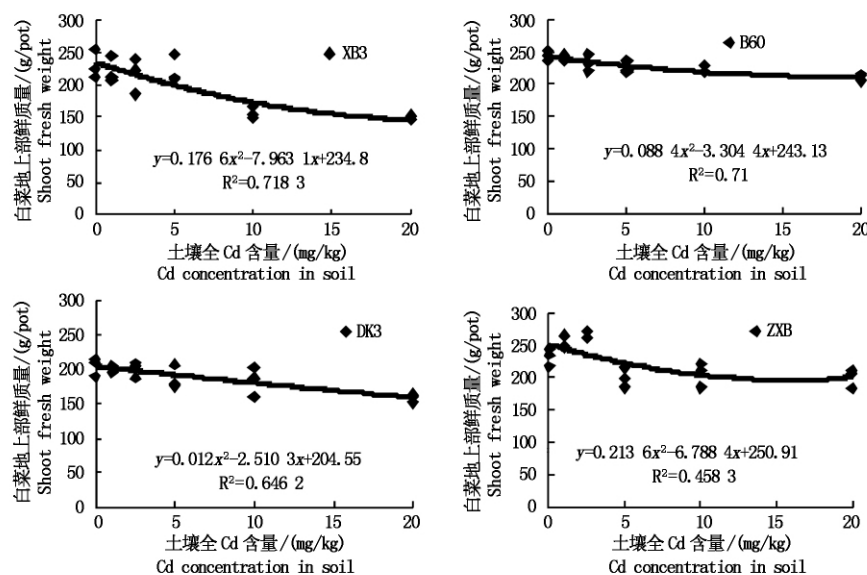 白菜地上部鲜质量/(g/pot)
Shoot fresh weight
300
250
200
150
100
50
0
XB3
y=0.176 6x²-7.963 1x+234.8
R²=0.718 3
0 5 10 15 20
土壤全 Cd 含量/(mg/kg)
Cd concentration in soil
白菜地上部鲜质量/(g/pot)
Shoot fresh weight
300
250
200
150
100
50
0
B60
y=0.088 4x²-3.304 4x+243.13
R²=0.71
0 5 10 15 20
土壤全 Cd 含量/(mg/kg)
Cd concentration in soil
白菜地上部鲜质量/(g/pot)
Shoot fresh weight
300
250
200
150
100
50
0
DK3
y=0.012x²-2.510 3x+204.55
R²=0.646 2
0 5 10 15 20
土壤全 Cd 含量/(mg/kg)
Cd concentration in soil
白菜地上部鲜质量/(g/pot)
Shoot fresh weight
300
250
200
150
100
50
0
ZXB
y=0.213 6x²-6.788 4x+250.91
R²=0.458 3
0 5 10 15 20
土壤全 Cd 含量/(mg/kg)
Cd concentration in soil